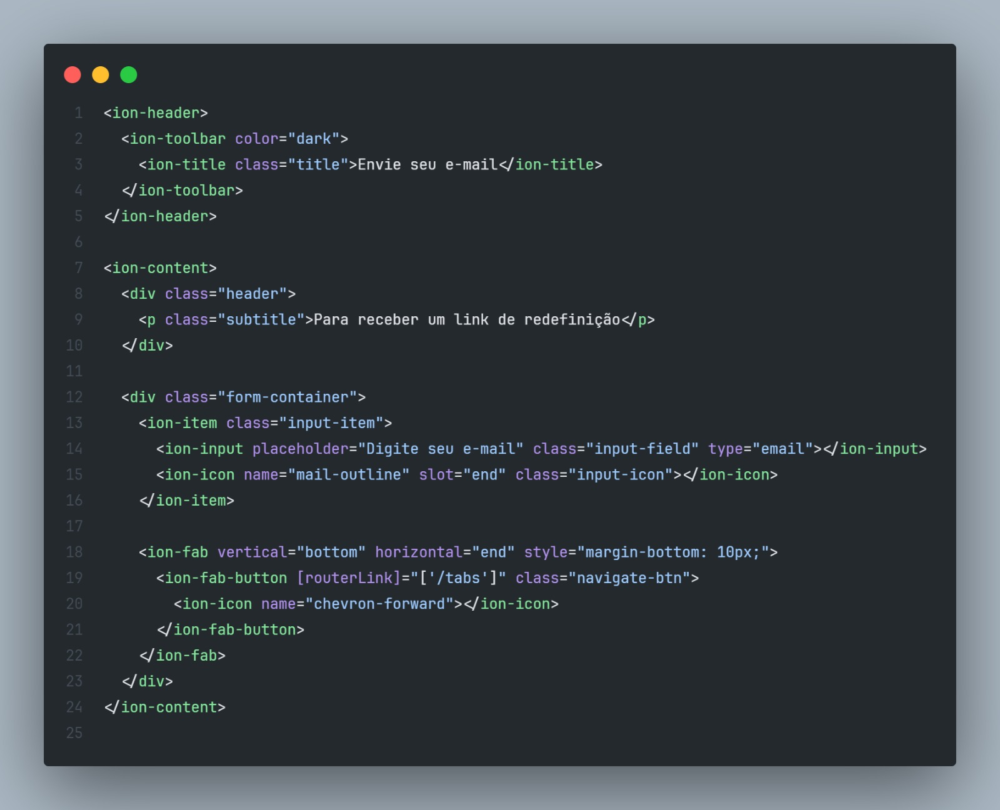 1 <ion-header>
2   <ion-toolbar color="dark">
3     <ion-title class="title">Envie seu e-mail</ion-title>
4   </ion-toolbar>
5 </ion-header>
6
7 <ion-content>
8   <div class="header">
9     <p class="subtitle">Para receber um link de redefinição</p>
10   </div>
11
12   <div class="form-container">
13     <ion-item class="input-item">
14       <ion-input placeholder="Digite seu e-mail" class="input-field" type="email"></ion-input>
15       <ion-icon name="mail-outline" slot="end" class="input-icon"></ion-icon>
16     </ion-item>
17
18     <ion-fab vertical="bottom" horizontal="end" style="margin-bottom: 10px;">
19       <ion-fab-button [routerLink]="['/tabs']" class="navigate-btn">
20         <ion-icon name="chevron-forward"></ion-icon>
21       </ion-fab-button>
22     </ion-fab>
23   </div>
24 </ion-content>
25